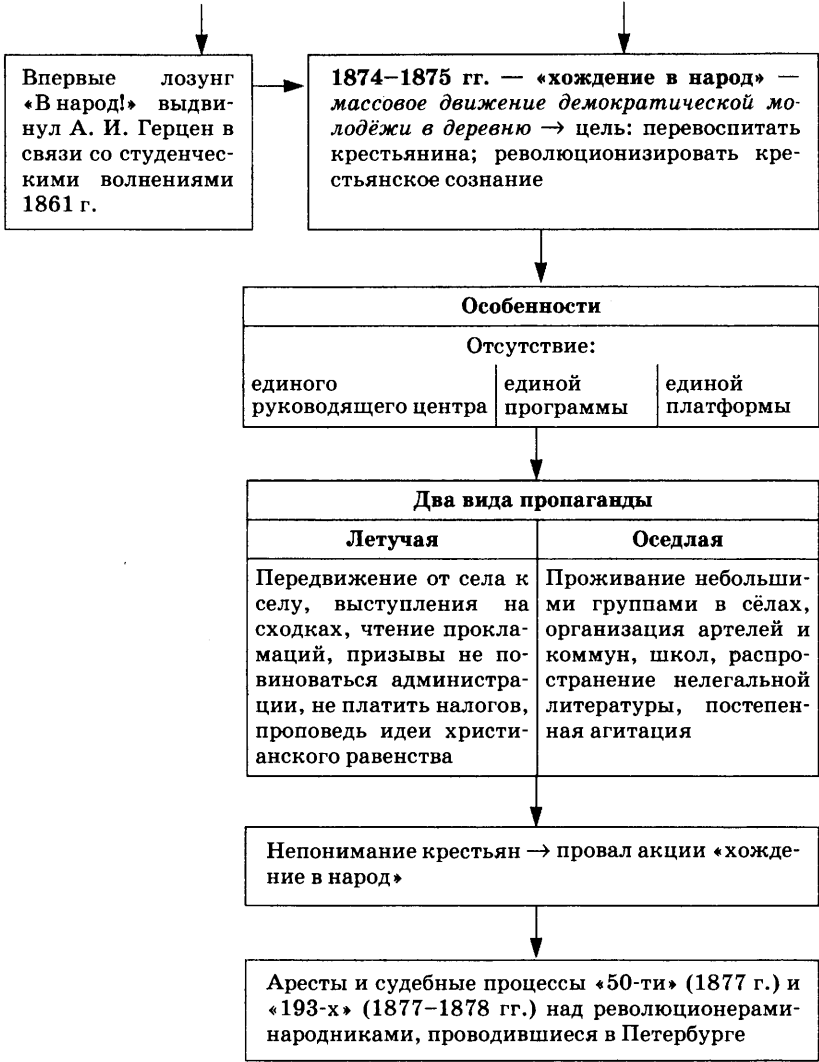 Впервые лозунг
«В народ!» выдви-
нул А. И. Герцен в
связи со студенчес-
кими волнениями
1861 г.
1874–1875 гг. — «хождение в народ» —
массовое движение демократической мо-
лодёжи в деревню → цель: перевоспитать
крестьянина; революционизировать кре-
стьянское сознание
Особенности
Отсутствие:
единого
руководящего центра
единой
программы
единой
платформы
Два вида пропаганды
Летучая
Оседлая
Передвижение от села к
селу, выступления на
сходках, чтение прокла-
маций, призывы не по-
виноваться администра-
ции, не платить налогов,
проповедь идеи христи-
анского равенства
Проживание небольши-
ми группами в сёлах,
организация артелей и
коммун, школ, распро-
странение нелегальной
литературы, постепен-
ная агитация
Непонимание крестьян → провал акции «хожде-
ние в народ»
Аресты и судебные процессы «50-ти» (1877 г.) и
«193-х» (1877–1878 гг.) над революционерами-
народниками, проводившиеся в Петербурге